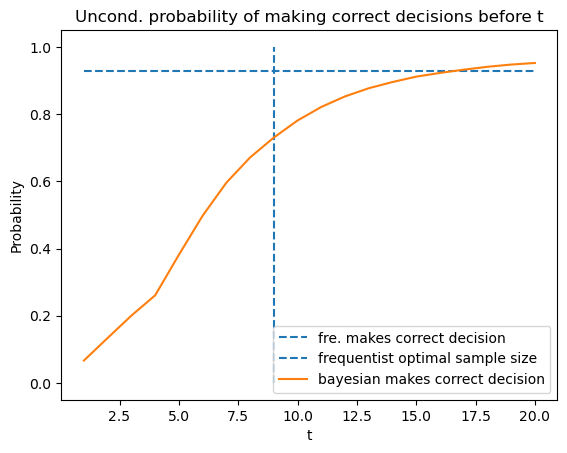 Uncond. probability of making correct decisions before t
1.0
0.8
0.6
0.4
0.2
0.0
Probability
fre. makes correct decision
frequentist optimal sample size
bayesian makes correct decision
2.5 5.0 7.5 10.0 12.5 15.0 17.5 20.0
t